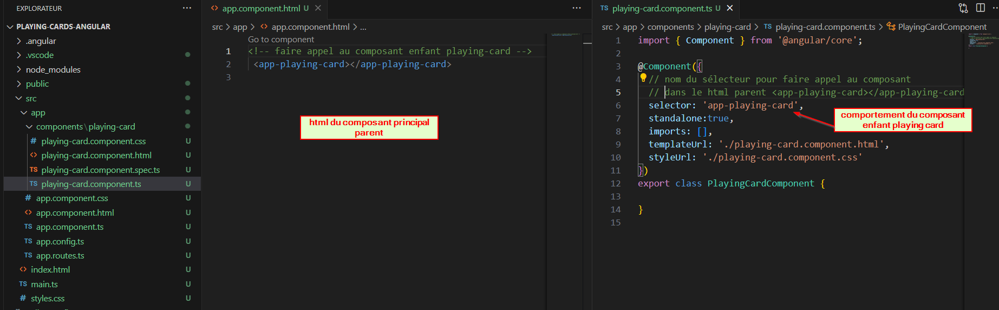 EXPLORATEUR
PLAYING-CARDS-ANGULAR
.angular
.vscode
node_modules
public
src
app
components\playing-card
# playing-card.component.css U
<> playing-card.component.html U
TS playing-card.component.spec.ts U
TS playing-card.component.ts U
# app.component.css U
<> app.component.html U
TS app.component.ts U
TS app.config.ts U
TS app.routes.ts U
<> index.html U
TS main.ts U
# styles.css U
<> app.component.html U ×
src > app > <> app.component.html > ...
Go to component
1 <!-- faire appel au composant enfant playing-card -->
2 <app-playing-card></app-playing-card>
3
html du composant principal
parent
TS playing-card.component.ts U ×
src > app > components > playing-card > TS playing-card.component.ts > PlayingCardComponent
1 import { Component } from '@angular/core';
2
3 @Component({
4 // nom du sélecteur pour faire appel au composant
5 // dans le html parent <app-playing-card></app-playing-card
6 selector: 'app-playing-card',
7 standalone:true,
8 imports: [],
9 templateUrl: './playing-card.component.html',
10 styleUrl: './playing-card.component.css'
11 })
12 export class PlayingCardComponent {
13
14 }
15
comportement du composant
enfant playing card